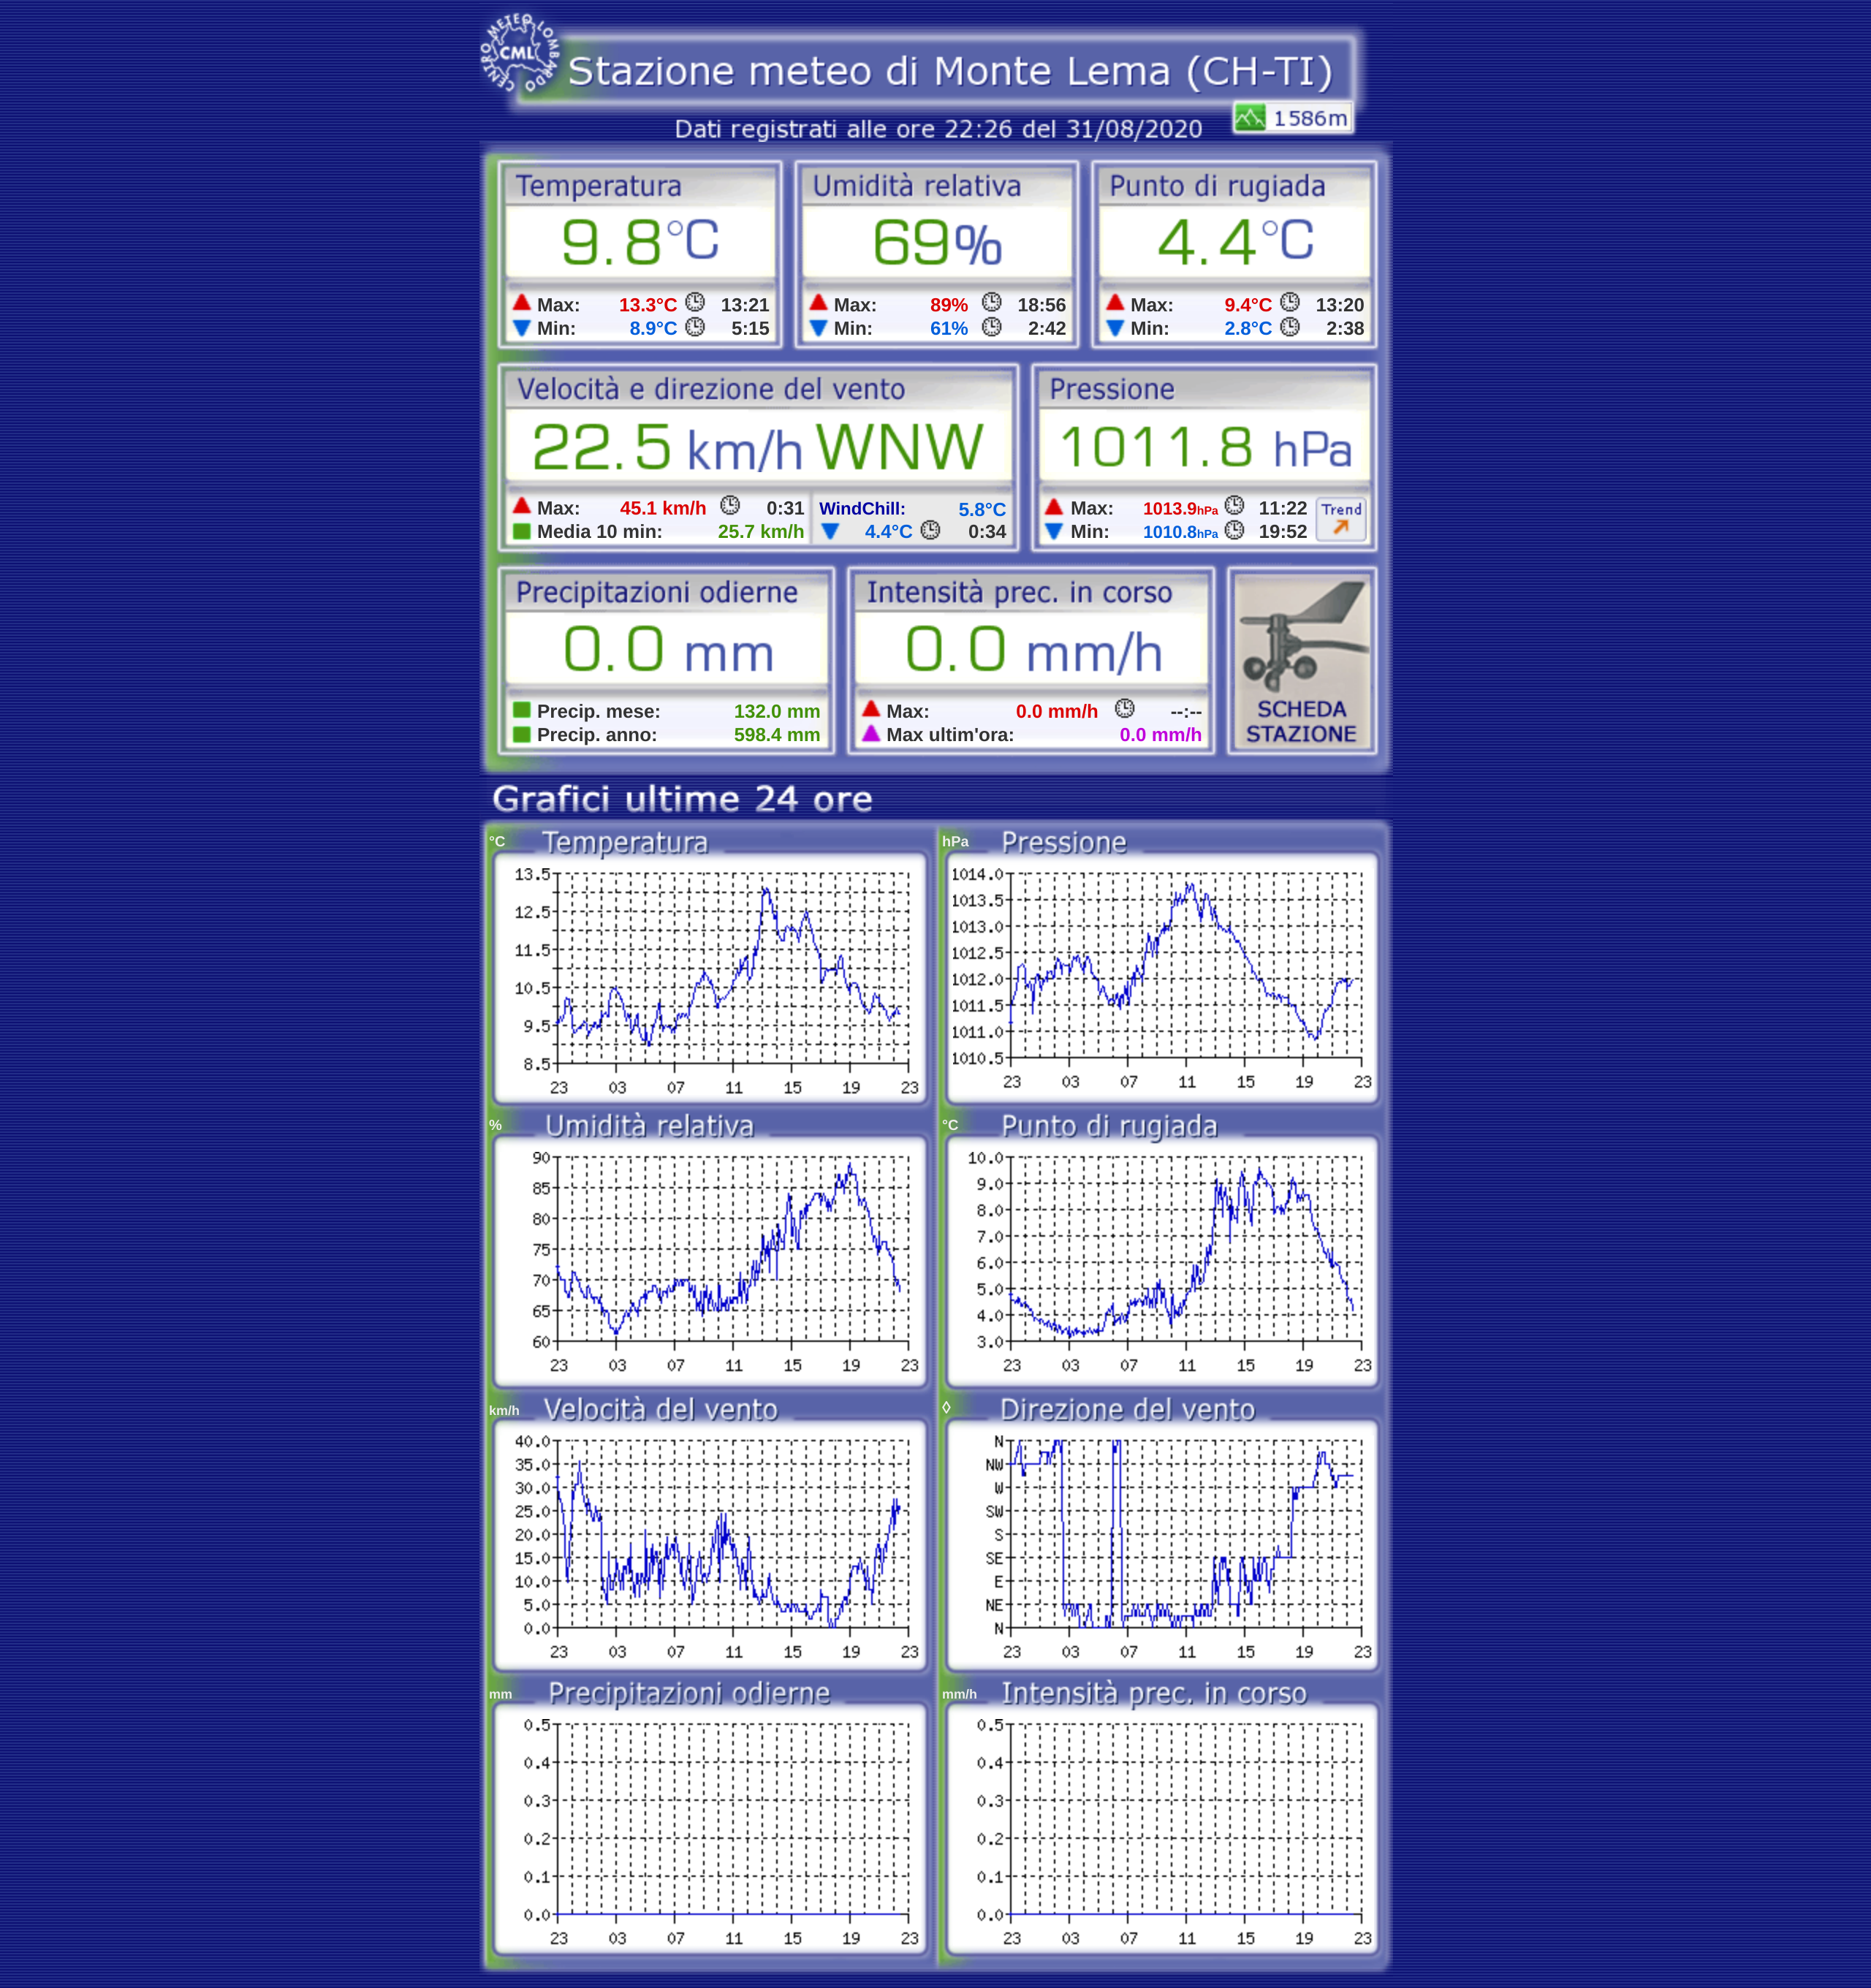 CENTRO METEO LOMBARDO
CML
Stazione meteo di Monte Lema (CH-TI)
1586m
Dati registrati alle ore 22:26 del 31/08/2020
Temperatura
9.8°C
Max: 13.3°C 13:21
Min: 8.9°C 5:15
Umidità relativa
69%
Max: 89% 18:56
Min: 61% 2:42
Punto di rugiada
4.4°C
Max: 9.4°C 13:20
Min: 2.8°C 2:38
Velocità e direzione del vento
22.5 km/h WNW
Max: 45.1 km/h 0:31
Media 10 min: 25.7 km/h
WindChill: 5.8°C
4.4°C 0:34
Pressione
1011.8 hPa
Max: 1013.9hPa 11:22
Min: 1010.8hPa 19:52
Trend
Precipitazioni odierne
0.0 mm
Precip. mese: 132.0 mm
Precip. anno: 598.4 mm
Intensità prec. in corso
0.0 mm/h
Max: 0.0 mm/h --:--
Max ultim'ora: 0.0 mm/h
SCHEDA
STAZIONE
Grafici ultime 24 ore
°C Temperatura
13.5
12.5
11.5
10.5
9.5
8.5
23 03 07 11 15 19 23
hPa Pressione
1014.0
1013.5
1013.0
1012.5
1012.0
1011.5
1011.0
1010.5
23 03 07 11 15 19 23
% Umidità relativa
90
85
80
75
70
65
60
23 03 07 11 15 19 23
°C Punto di rugiada
10.0
9.0
8.0
7.0
6.0
5.0
4.0
3.0
23 03 07 11 15 19 23
km/h Velocità del vento
40.0
35.0
30.0
25.0
20.0
15.0
10.0
5.0
0.0
23 03 07 11 15 19 23
◊ Direzione del vento
N
NW
W
SW
S
SE
E
NE
N
23 03 07 11 15 19 23
mm Precipitazioni odierne
0.5
0.4
0.3
0.2
0.1
0.0
23 03 07 11 15 19 23
mm/h Intensità prec. in corso
0.5
0.4
0.3
0.2
0.1
0.0
23 03 07 11 15 19 23